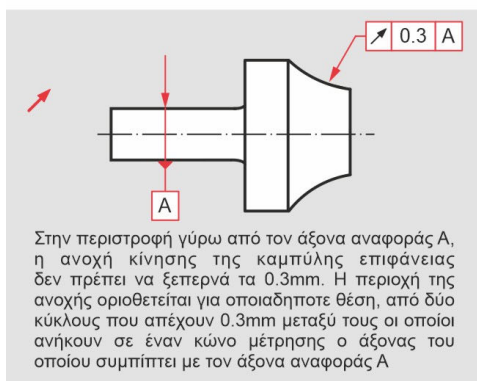 0.3 A
A
Στην περιστροφή γύρω από τον άξονα αναφοράς Α,
η ανοχή κίνησης της καμπύλης επιφάνειας
δεν πρέπει να ξεπερνά τα 0.3mm. Η περιοχή της
ανοχής οριοθετείται για οποιαδηποτε θέση, από δύο
κύκλους που απέχουν 0.3mm μεταξύ τους οι οποίοι
ανήκουν σε έναν κώνο μέτρησης ο άξονας του
οποίου συμπίπτει με τον άξονα αναφοράς Α